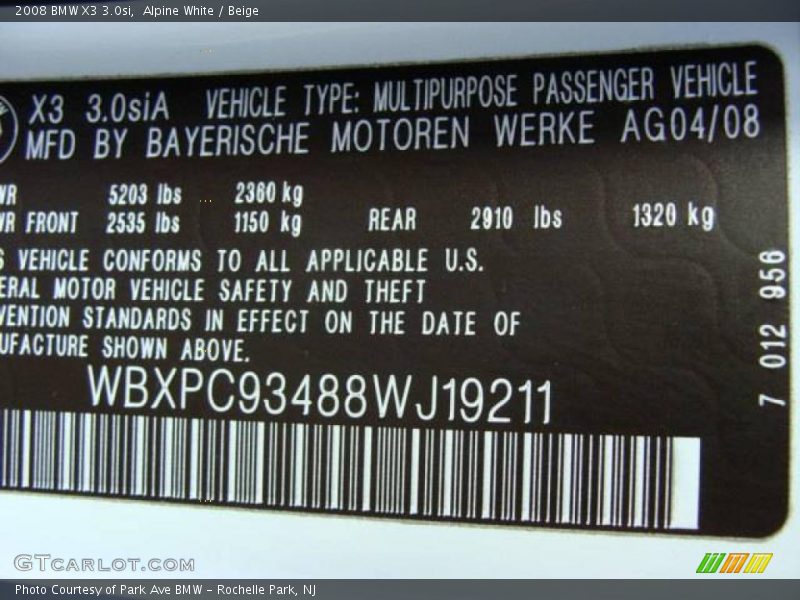 2008 BMW X3 3.0si, Alpine White / Beige
X3 3.0siA VEHICLE TYPE: MULTIPURPOSE PASSENGER VEHICLE
MFD BY BAYERISCHE MOTOREN WERKE AG04/08
WR 5203 lbs 2360 kg
WR FRONT 2535 lbs 1150 kg REAR 2910 lbs 1320 kg
S VEHICLE CONFORMS TO ALL APPLICABLE U.S.
ERAL MOTOR VEHICLE SAFETY AND THEFT
VENTION STANDARDS IN EFFECT ON THE DATE OF
UFACTURE SHOWN ABOVE.
WBXPC93488WJ19211
7 012 956
GTCARLOT.COM
Photo Courtesy of Park Ave BMW - Rochelle Park, NJ